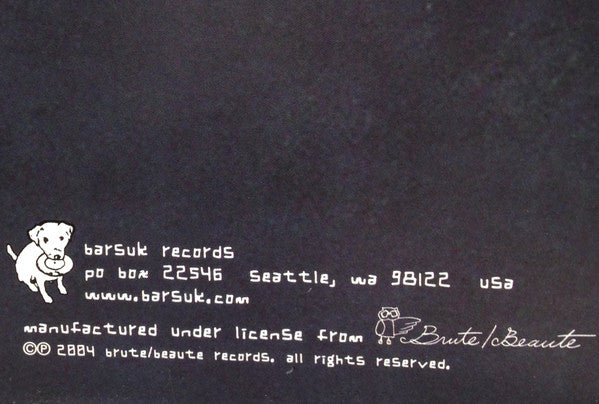 barsuk records
po box 22546 seattle, wa 98122 usa
www.barsuk.com
manufactured under license from Brute/Beaute
©℗ 2004 brute/beaute records. all rights reserved.